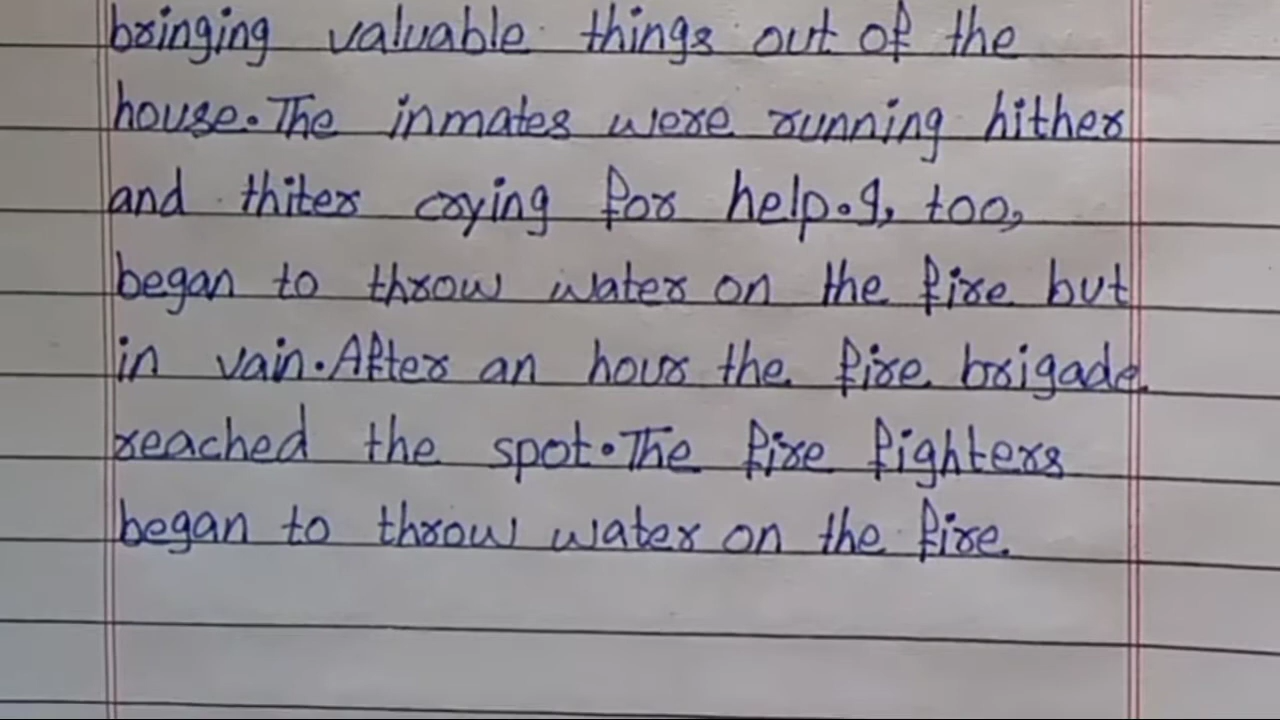 bringing valuable things out of the
house. The inmates were running hither
and thiter crying for help. I, too,
began to throw water on the fire but
in vain. After an hour the fire brigade
reached the spot. The fire fighters
began to throw water on the fire.